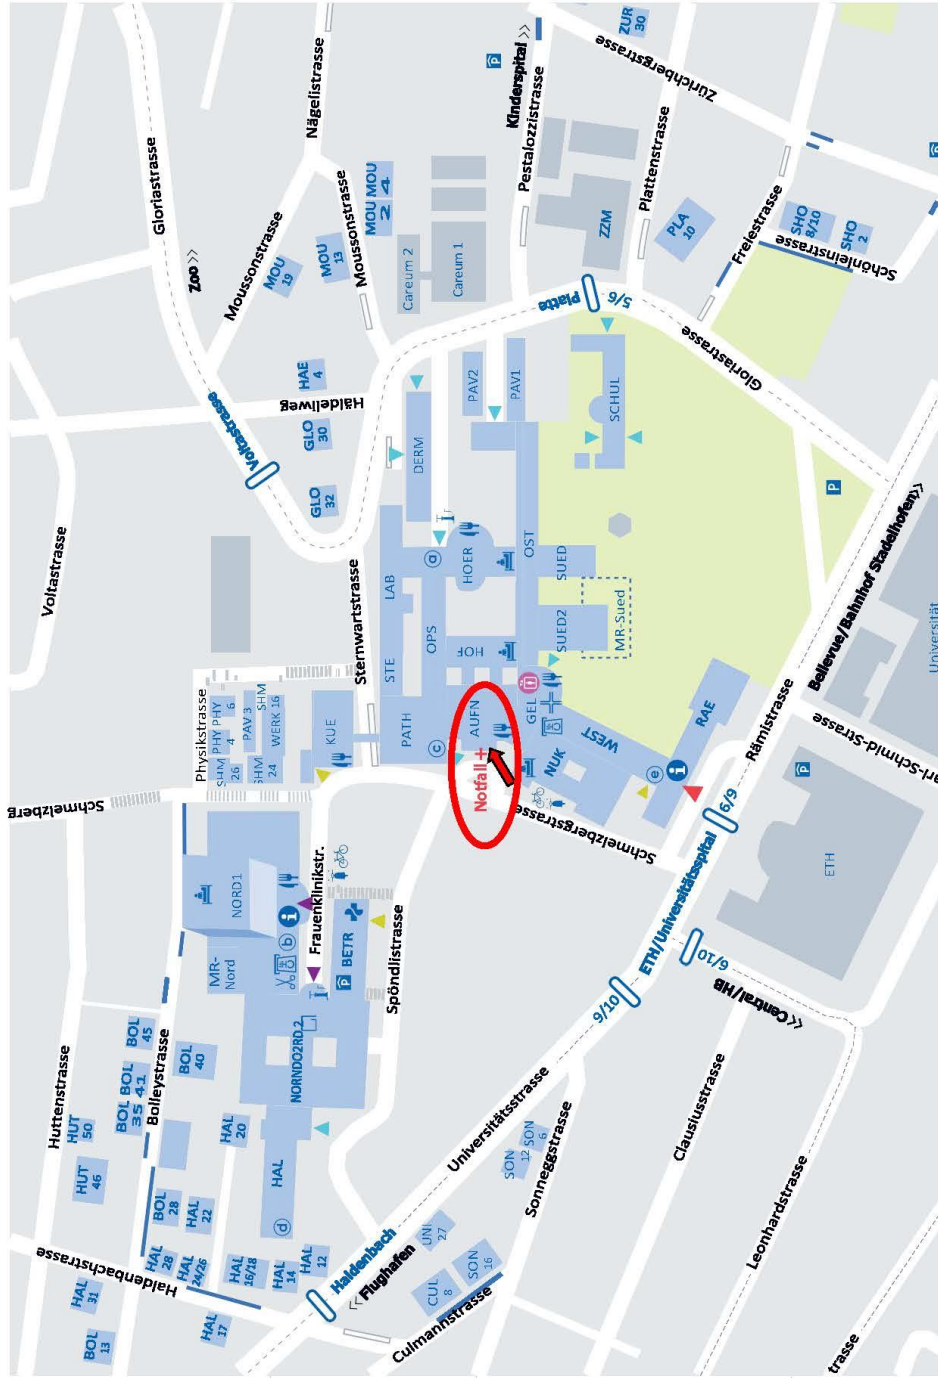 Huttenstrasse
HUT
50
HUT
46
Haldenbachstrasse
HAL
31
BOL
13
BOL
45
BOL
41
BOL
35
Bolleystrasse
BOL
40
BOL
28
HAL
20
HAL
22
HAL
28
HAL
24/26
HAL
16/18
HAL
14
HAL
12
HAL
17
HAL
d
Schmelzberg
Physikstrasse
PHY
6
PHY
4
SHM
26
PAV 3
SHM
SHM
24
WERK 16
KUE
NORD1
MR-
Nord
b
i
Frauenklinikstr.
BETR
P
Spöndlistrasse
Haldenbach
<<Flughafen
UNI
27
CUL
8
SON
16
Culmannstrasse
SON
12
SON
6
Sonneggstrasse
Universitätsstrasse
9/10
ETH/Universitätsspital
6/9
6/10
<<Central/HB
Clausiusstrasse
Leonhardstrasse
trasse
ETH
P
Voltastrasse
Voltastrasse
Gloriastrasse
Zoo >>
Nägelistrasse
Moussonstrasse
Moussonstrasse
MOU
19
MOU
13
MOU
2
MOU
4
HAE
4
Häldeliweg
GLO
30
GLO
32
Sternwartstrasse
Careum 2
Careum 1
P
Kinderspital >>
Pestalozzistrasse
ZUR
30
Zürichbergstrasse
Plattenstrasse
ZZM
PLA
10
Platte
5/6
Freiestrasse
SHO
8/10
SHO
2
Schönleinstrasse
Gloriastrasse
P
DERM
PAV2
PAV1
SCHUL
LAB
STE
OPS
a
HOER
OST
HOF
SUED
SUED2
MR-Sued
PATH
c
AUFN
Notfall +
GEL
NUK
WEST
e
i
RAE
Schmelzbergstrasse
Rämistrasse
Bellevue/Bahnhof Stadelhofen>>
arl-Schmid-Strasse
Universität